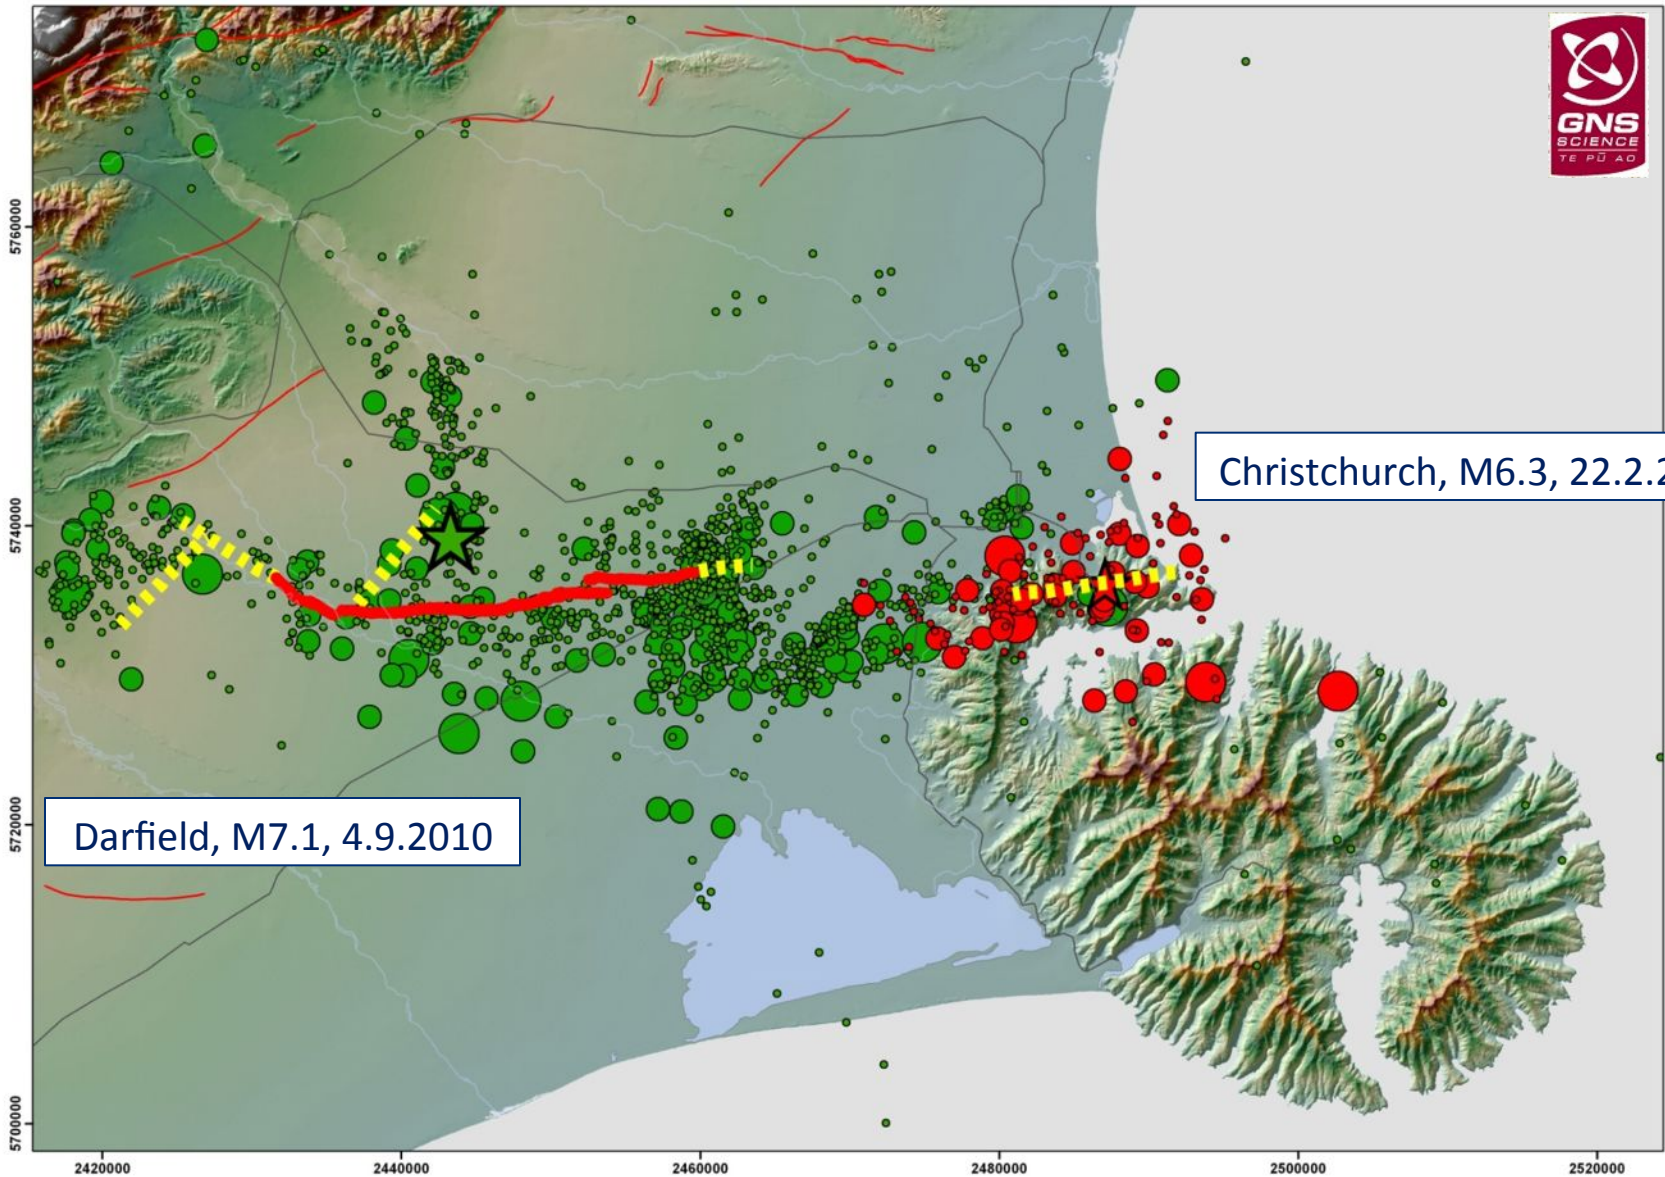 GNS
SCIENCE
TE PŪ AO
5760000
5740000
5720000
5700000
Christchurch, M6.3, 22.2.2
Darfield, M7.1, 4.9.2010
2420000
2440000
2460000
2480000
2500000
2520000